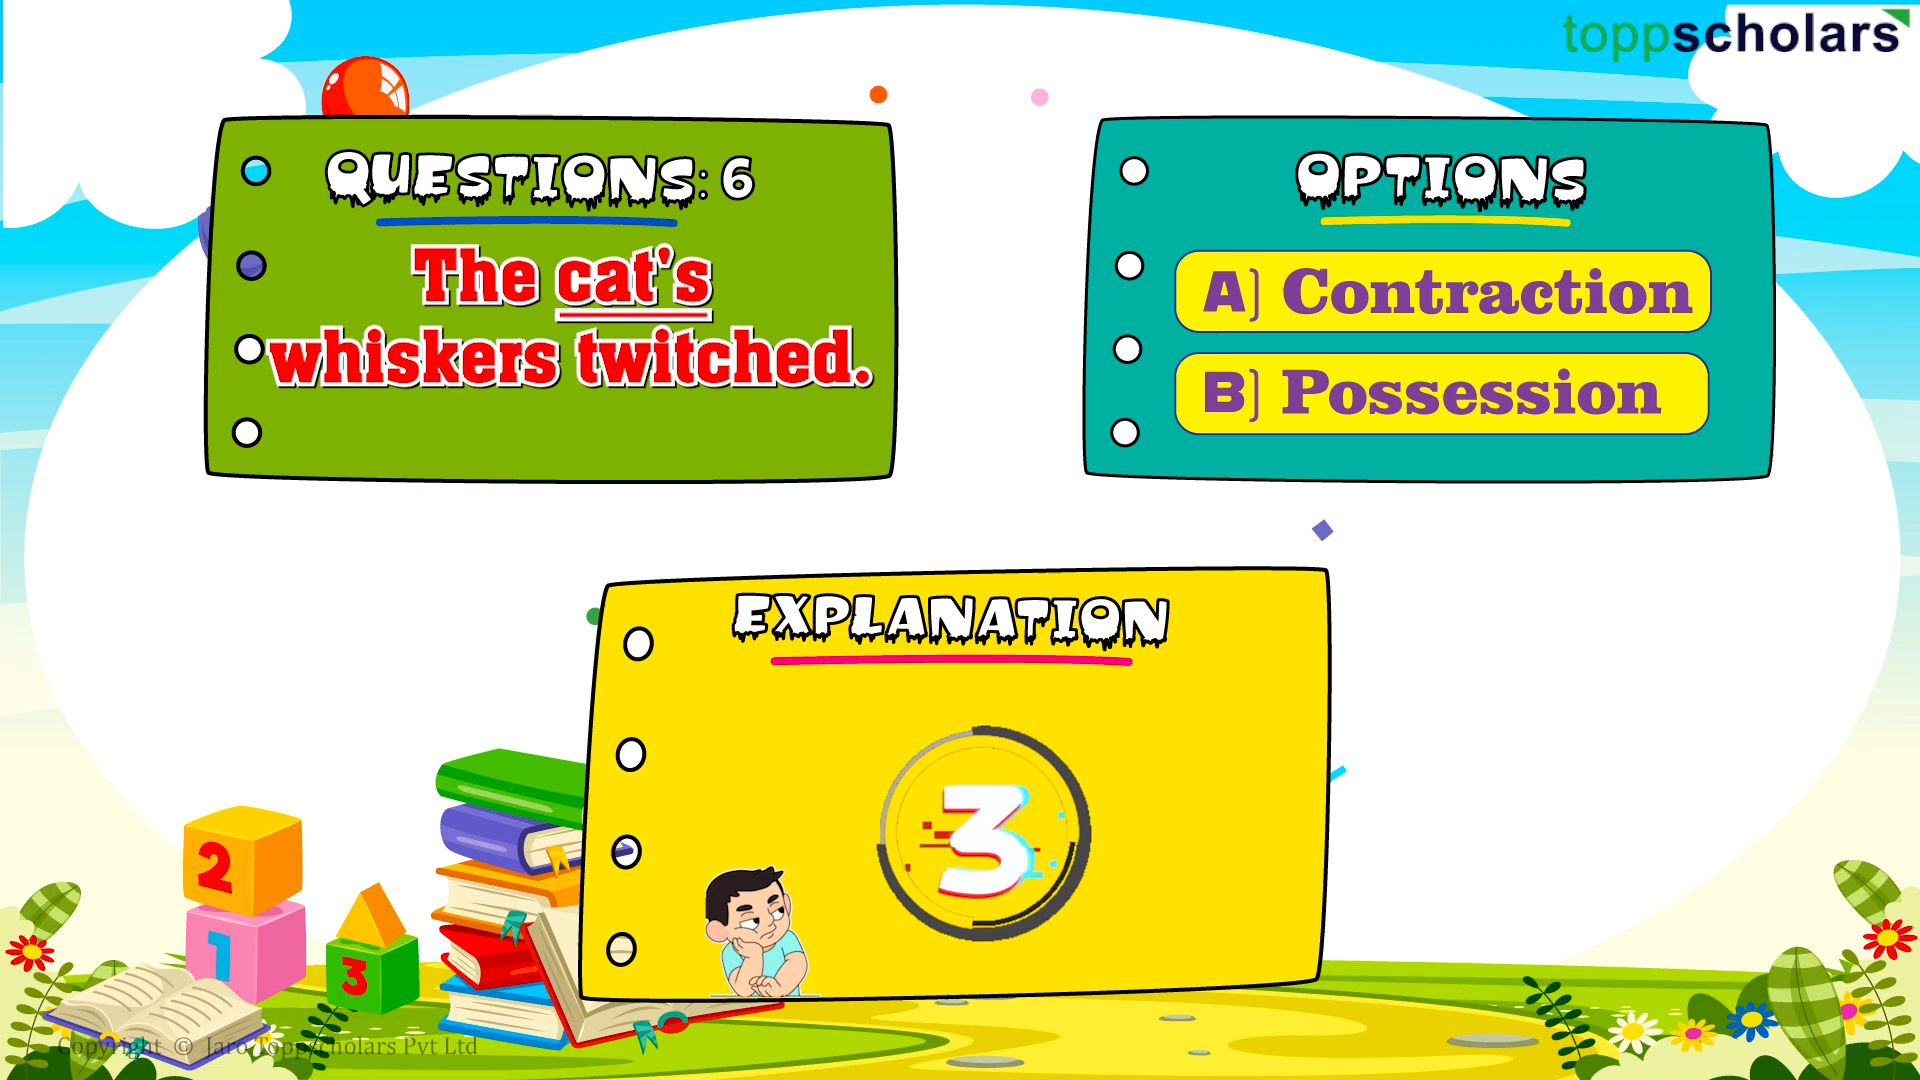 toppscholars
QUESTIONS: 6
The cat's
whiskers twitched.
OPTIONS
A) Contraction
B) Possession
EXPLANATION
3
2
1
3
Copyright © Jaro Toppscholars Pvt Ltd